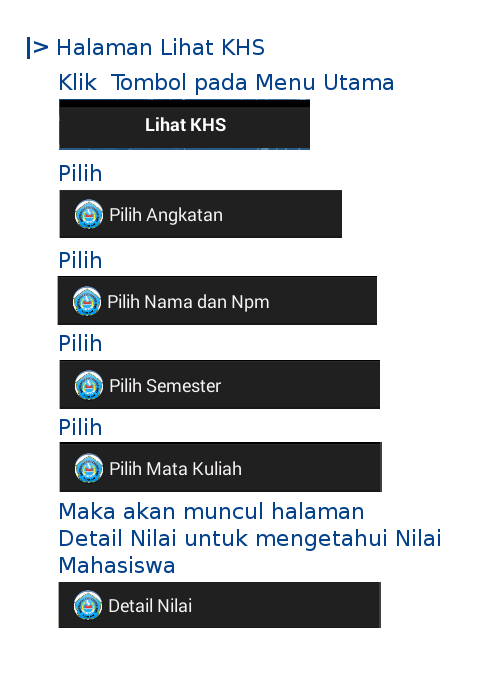 |> Halaman Lihat KHS
Klik Tombol pada Menu Utama
Lihat KHS
Pilih
Pilih Angkatan
Pilih
Pilih Nama dan Npm
Pilih
Pilih Semester
Pilih
Pilih Mata Kuliah
Maka akan muncul halaman
Detail Nilai untuk mengetahui Nilai
Mahasiswa
Detail Nilai